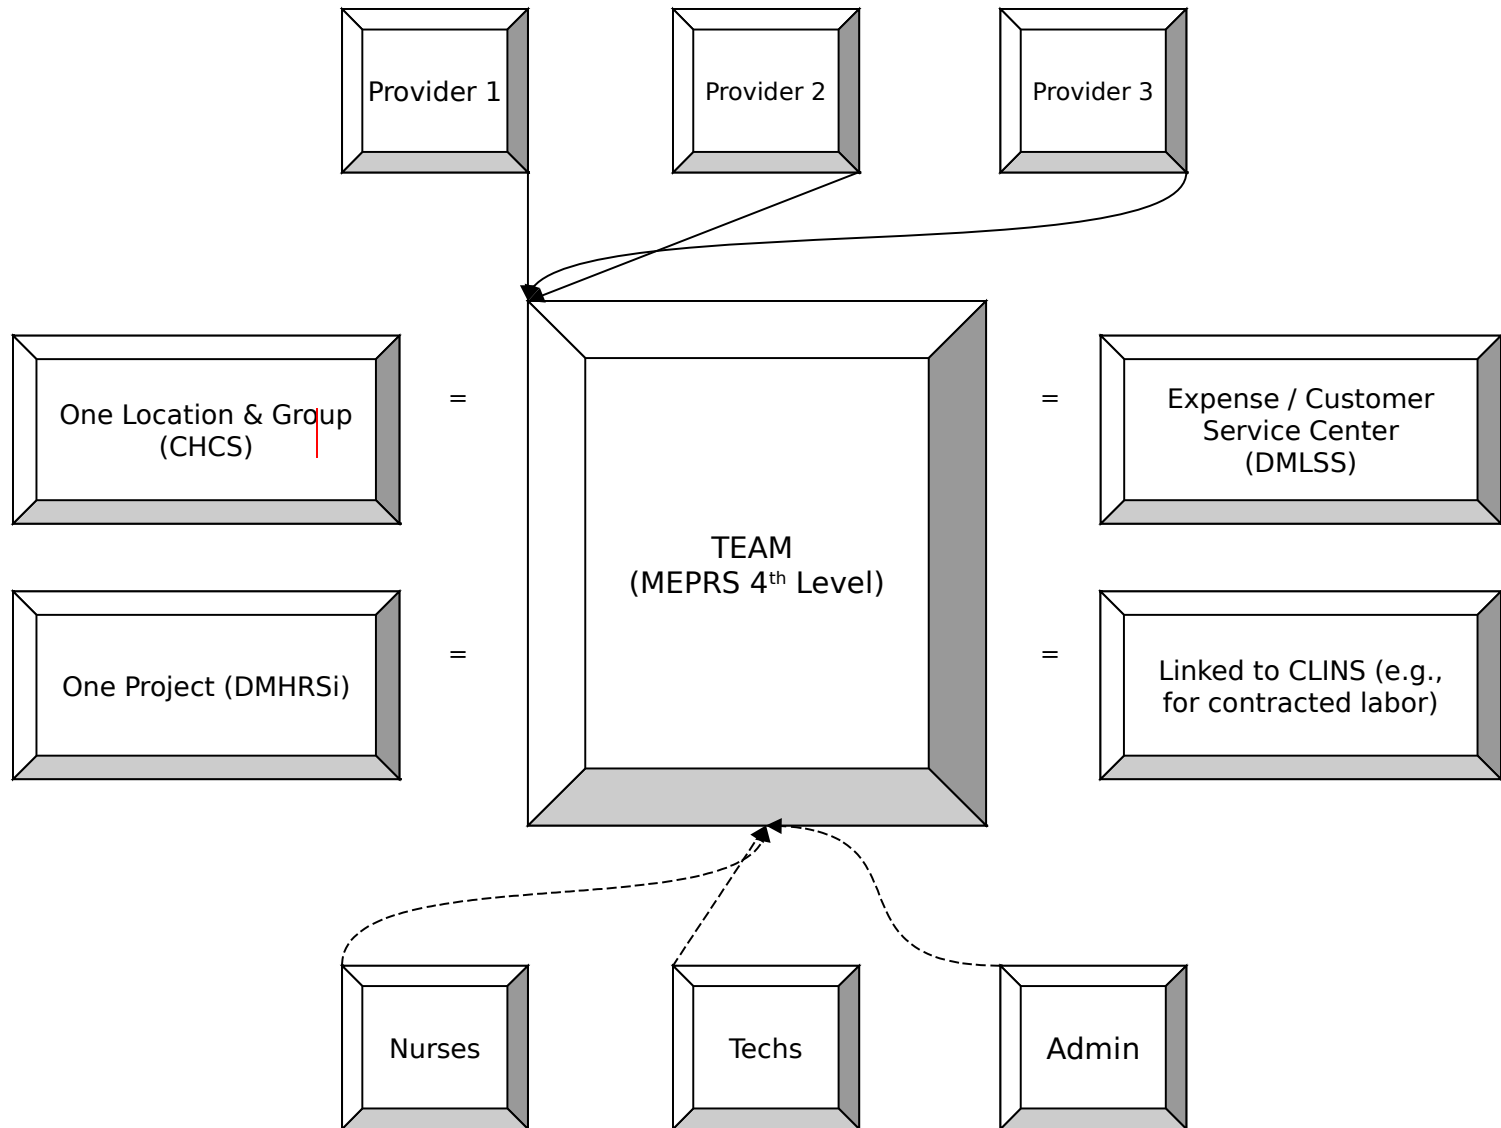 Provider 1
Provider 2
Provider 3
One Location & Group
(CHCS)
=
=
Expense / Customer
Service Center
(DMLSS)
TEAM
(MEPRS 4th Level)
One Project (DMHRSi)
=
=
Linked to CLINS (e.g.,
for contracted labor)
Nurses
Techs
Admin